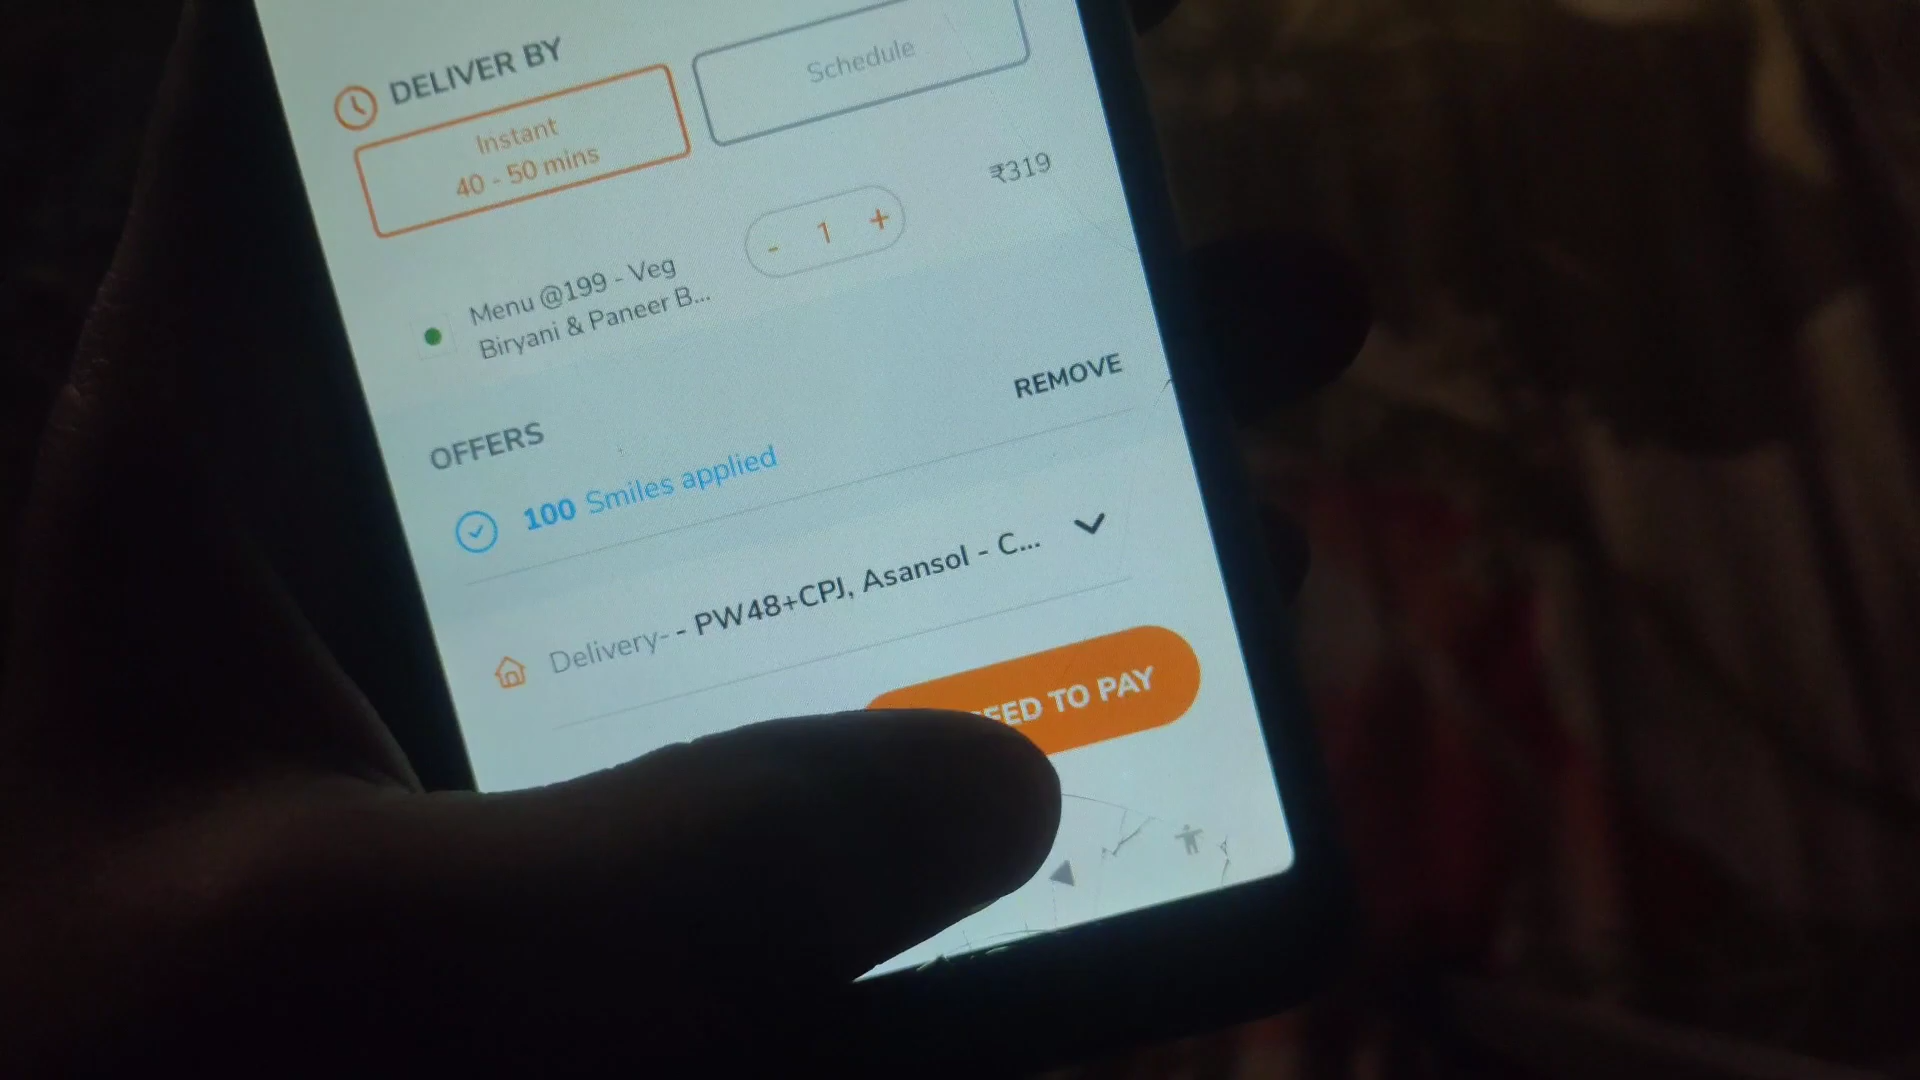 DELIVER BY
Instant
40 - 50 mins
Schedule
Menu @199 - Veg
Biryani & Paneer B...
- 1 +
₹319
OFFERS
REMOVE
100 Smiles applied
Delivery- - PW48+CPJ, Asansol - C...
EED TO PAY